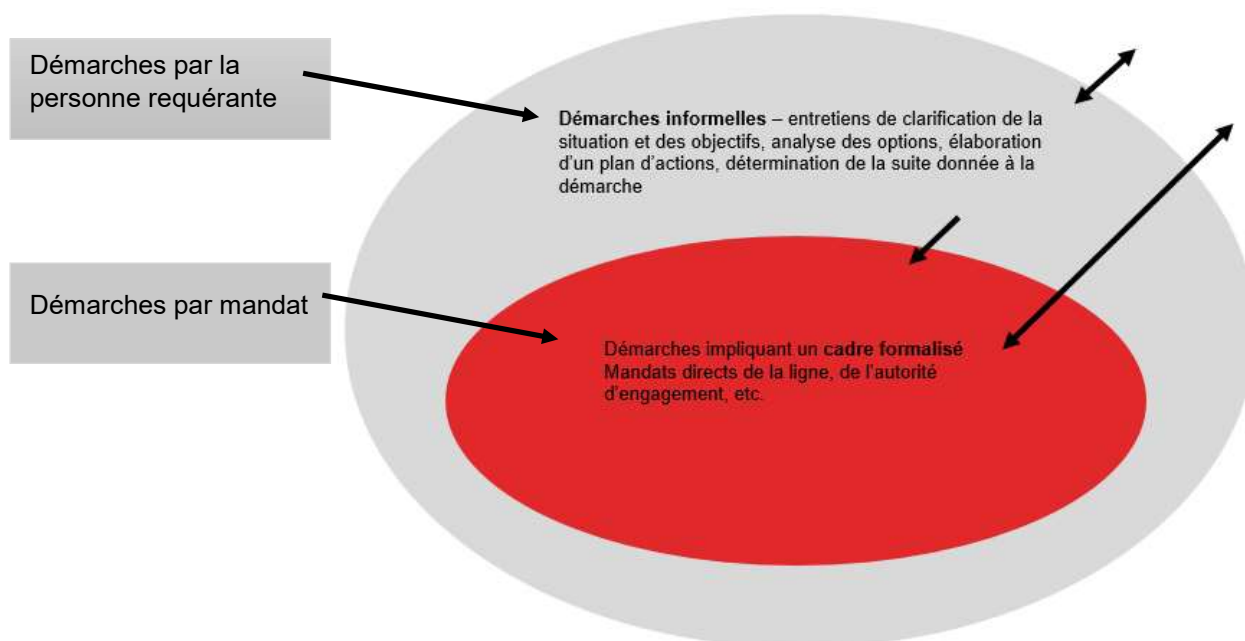 Démarches par la
personne requérante
Démarches informelles – entretiens de clarification de la
situation et des objectifs, analyse des options, élaboration
d'un plan d'actions, détermination de la suite donnée à la
démarche
Démarches par mandat
Démarches impliquant un cadre formalisé
Mandats directs de la ligne, de l'autorité
d'engagement, etc.